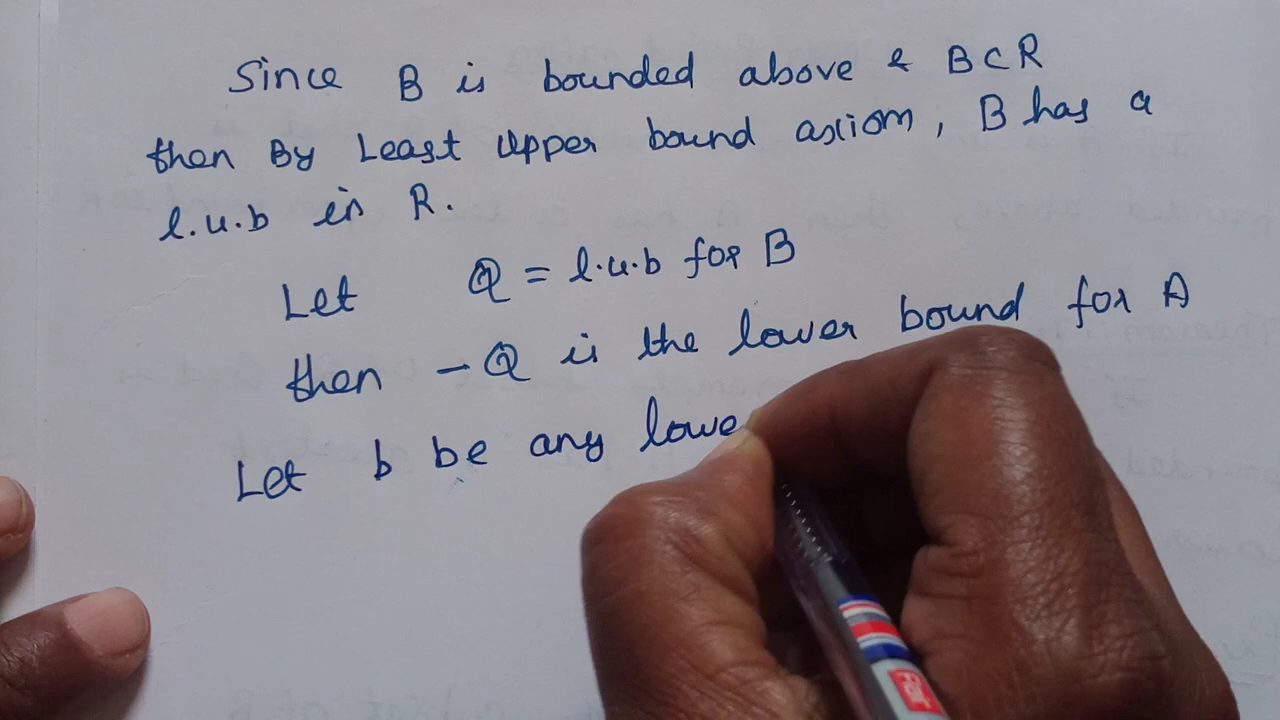 Since B is bounded above & B ⊂ R
then By Least Upper bound axiom, B has a
l.u.b in R.
Let Q = l.u.b for B
then - Q is the lower bound for A
Let b be any lowe